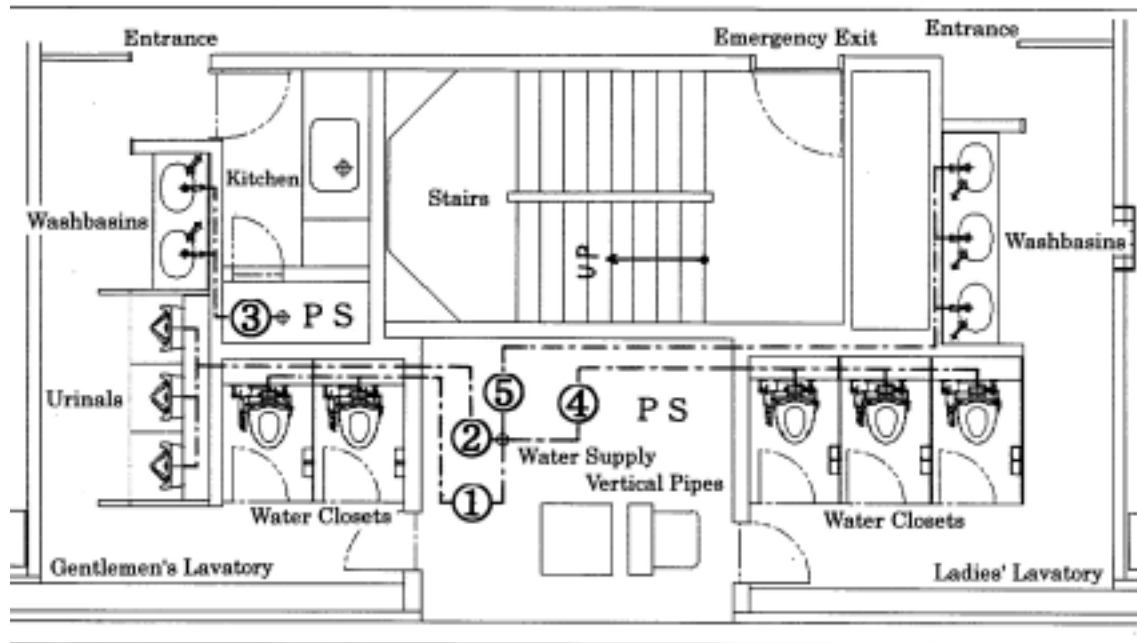 Entrance
Emergency Exit
Entrance
Kitchen
Stairs
Washbasins
UP
Washbasins
③ P S
Urinals
⑤
④
P S
②
Water Supply
Vertical Pipes
①
Water Closets
Water Closets
Gentlemen's Lavatory
Ladies' Lavatory